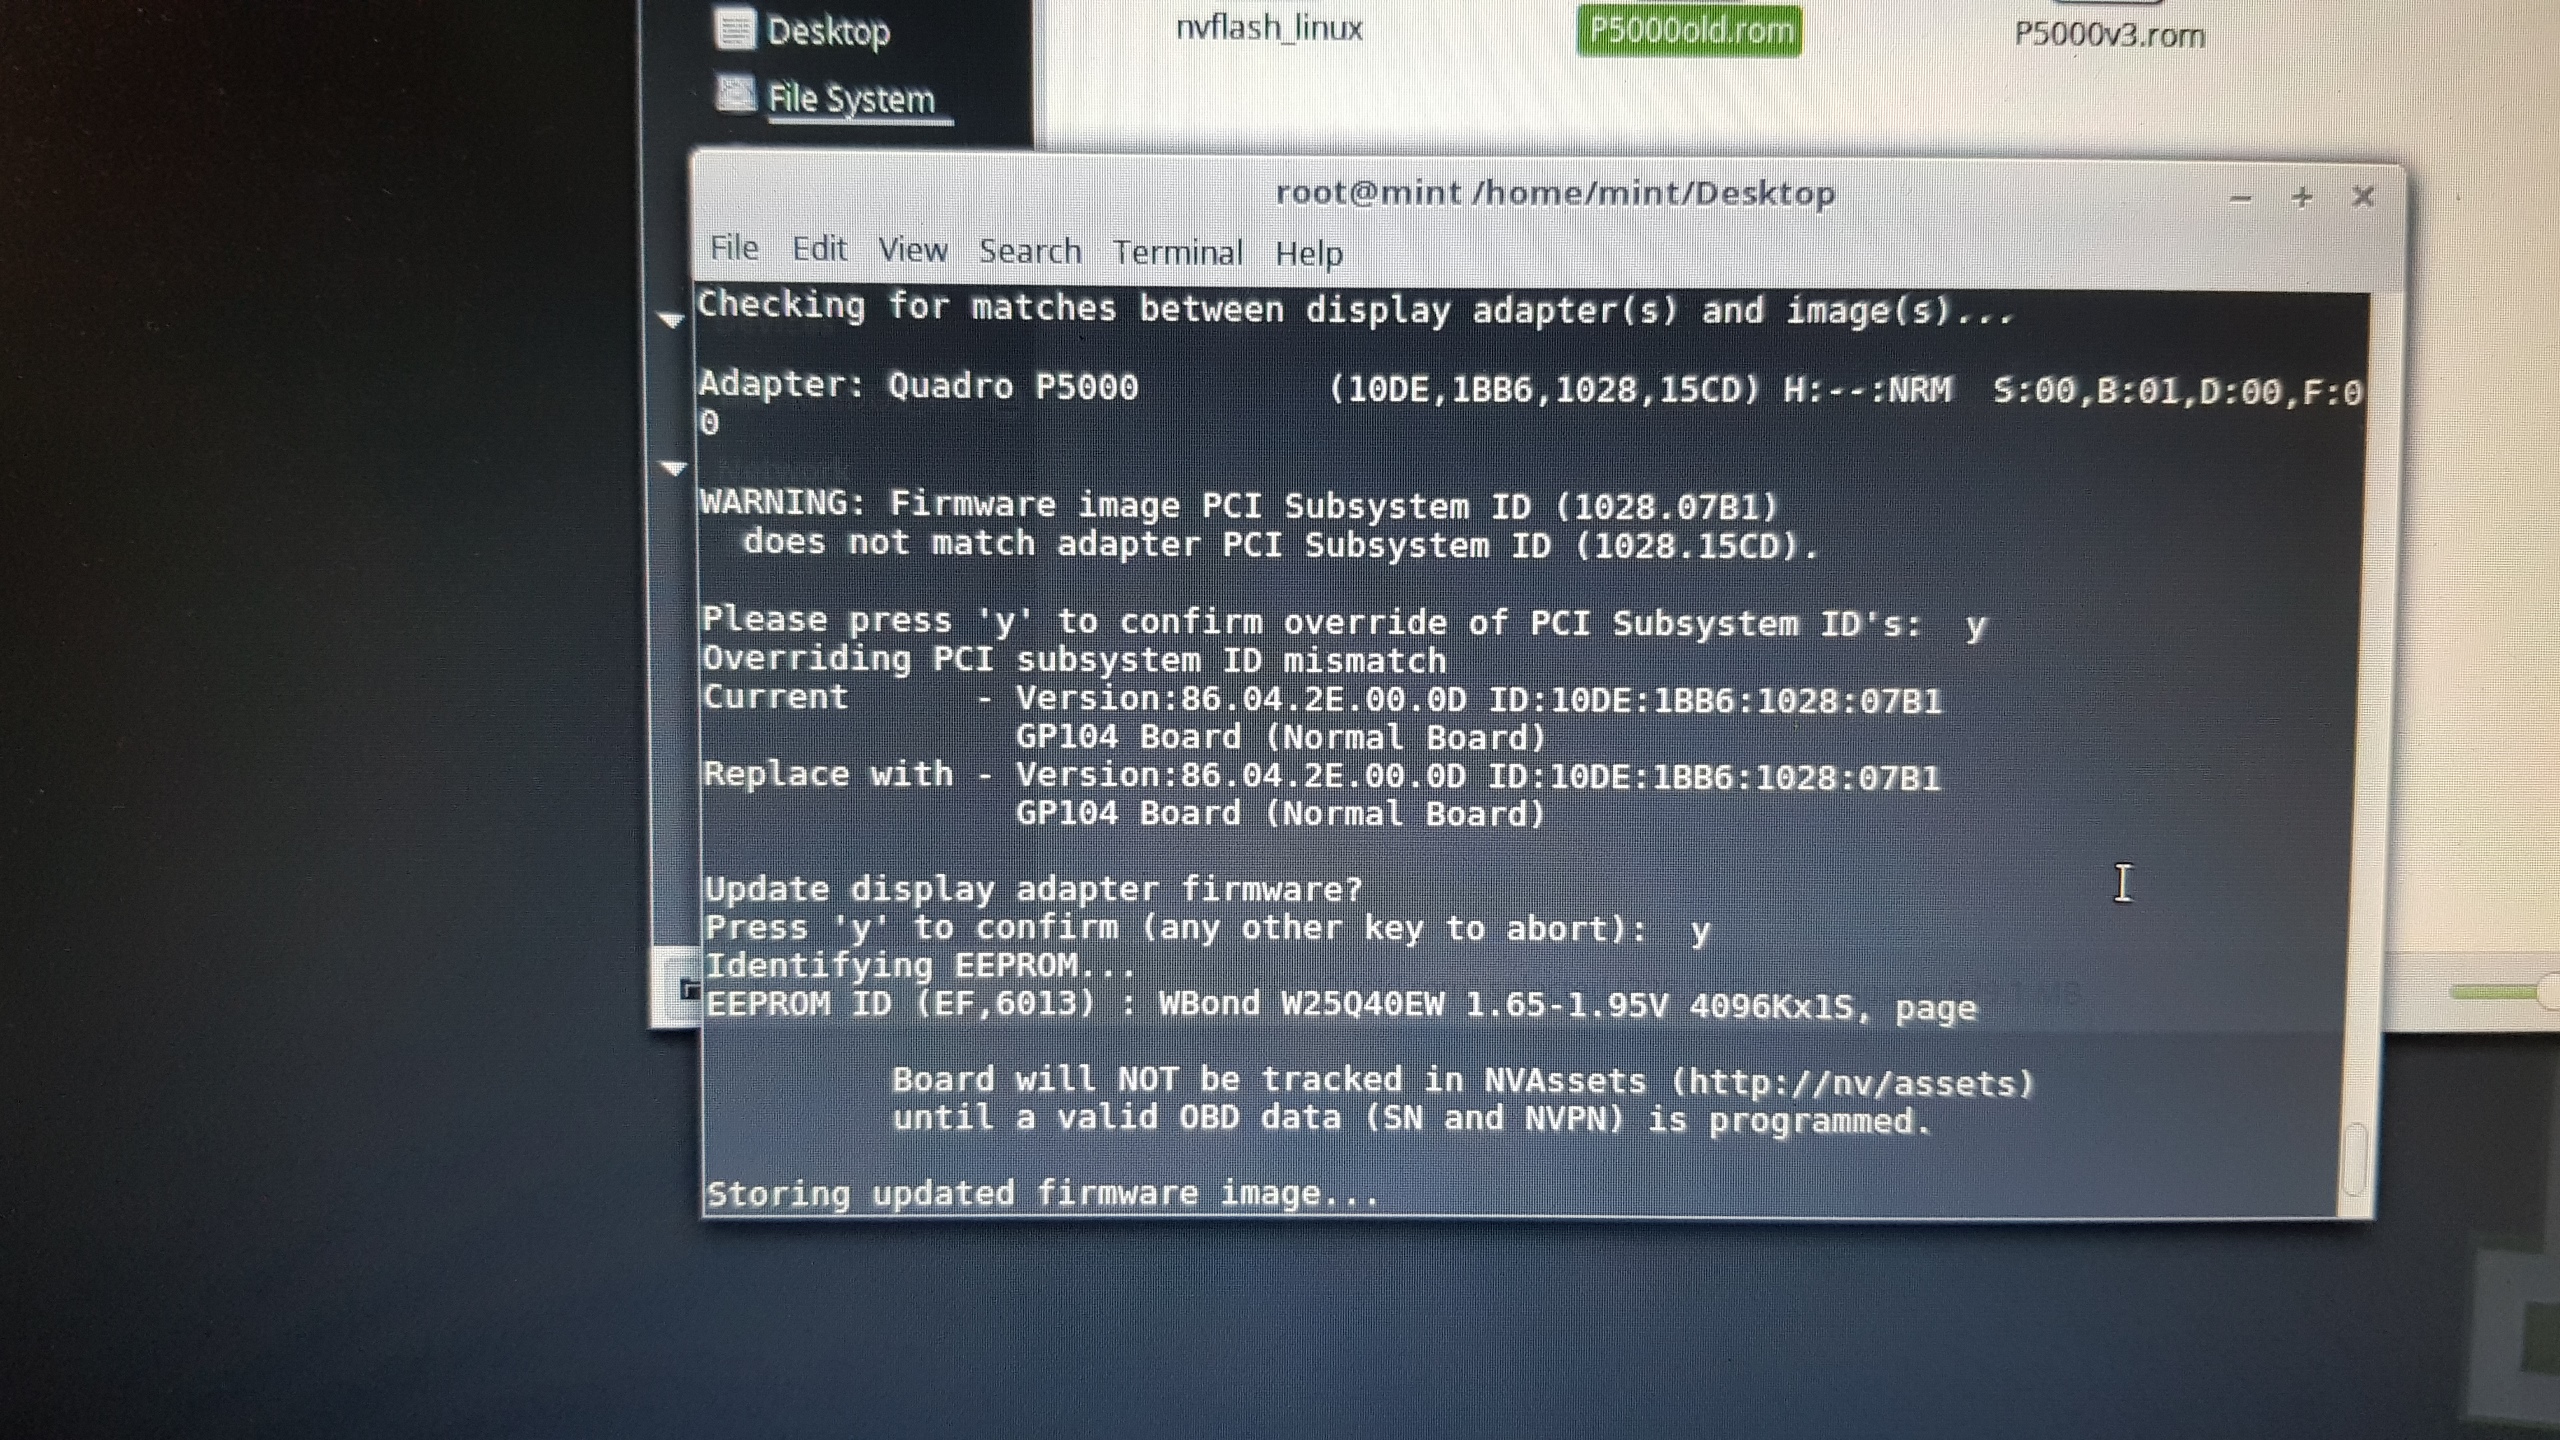 Desktop
File System
nvflash_linux
P5000old.rom
P5000v3.rom
root@mint /home/mint/Desktop
File Edit View Search Terminal Help
Checking for matches between display adapter(s) and image(s)...
Adapter: Quadro P5000 (10DE,1BB6,1028,15CD) H:--:NRM S:00,B:01,D:00,F:0
0
WARNING: Firmware image PCI Subsystem ID (1028.07B1)
does not match adapter PCI Subsystem ID (1028.15CD).
Please press 'y' to confirm override of PCI Subsystem ID's: y
Overriding PCI subsystem ID mismatch
Current - Version:86.04.2E.00.0D ID:10DE:1BB6:1028:07B1
GP104 Board (Normal Board)
Replace with - Version:86.04.2E.00.0D ID:10DE:1BB6:1028:07B1
GP104 Board (Normal Board)
Update display adapter firmware?
Press 'y' to confirm (any other key to abort): y
Identifying EEPROM...
EEPROM ID (EF,6013) : WBond W25Q40EW 1.65-1.95V 4096Kx1S, page
Board will NOT be tracked in NVAssets (http://nv/assets)
until a valid OBD data (SN and NVPN) is programmed.
Storing updated firmware image...